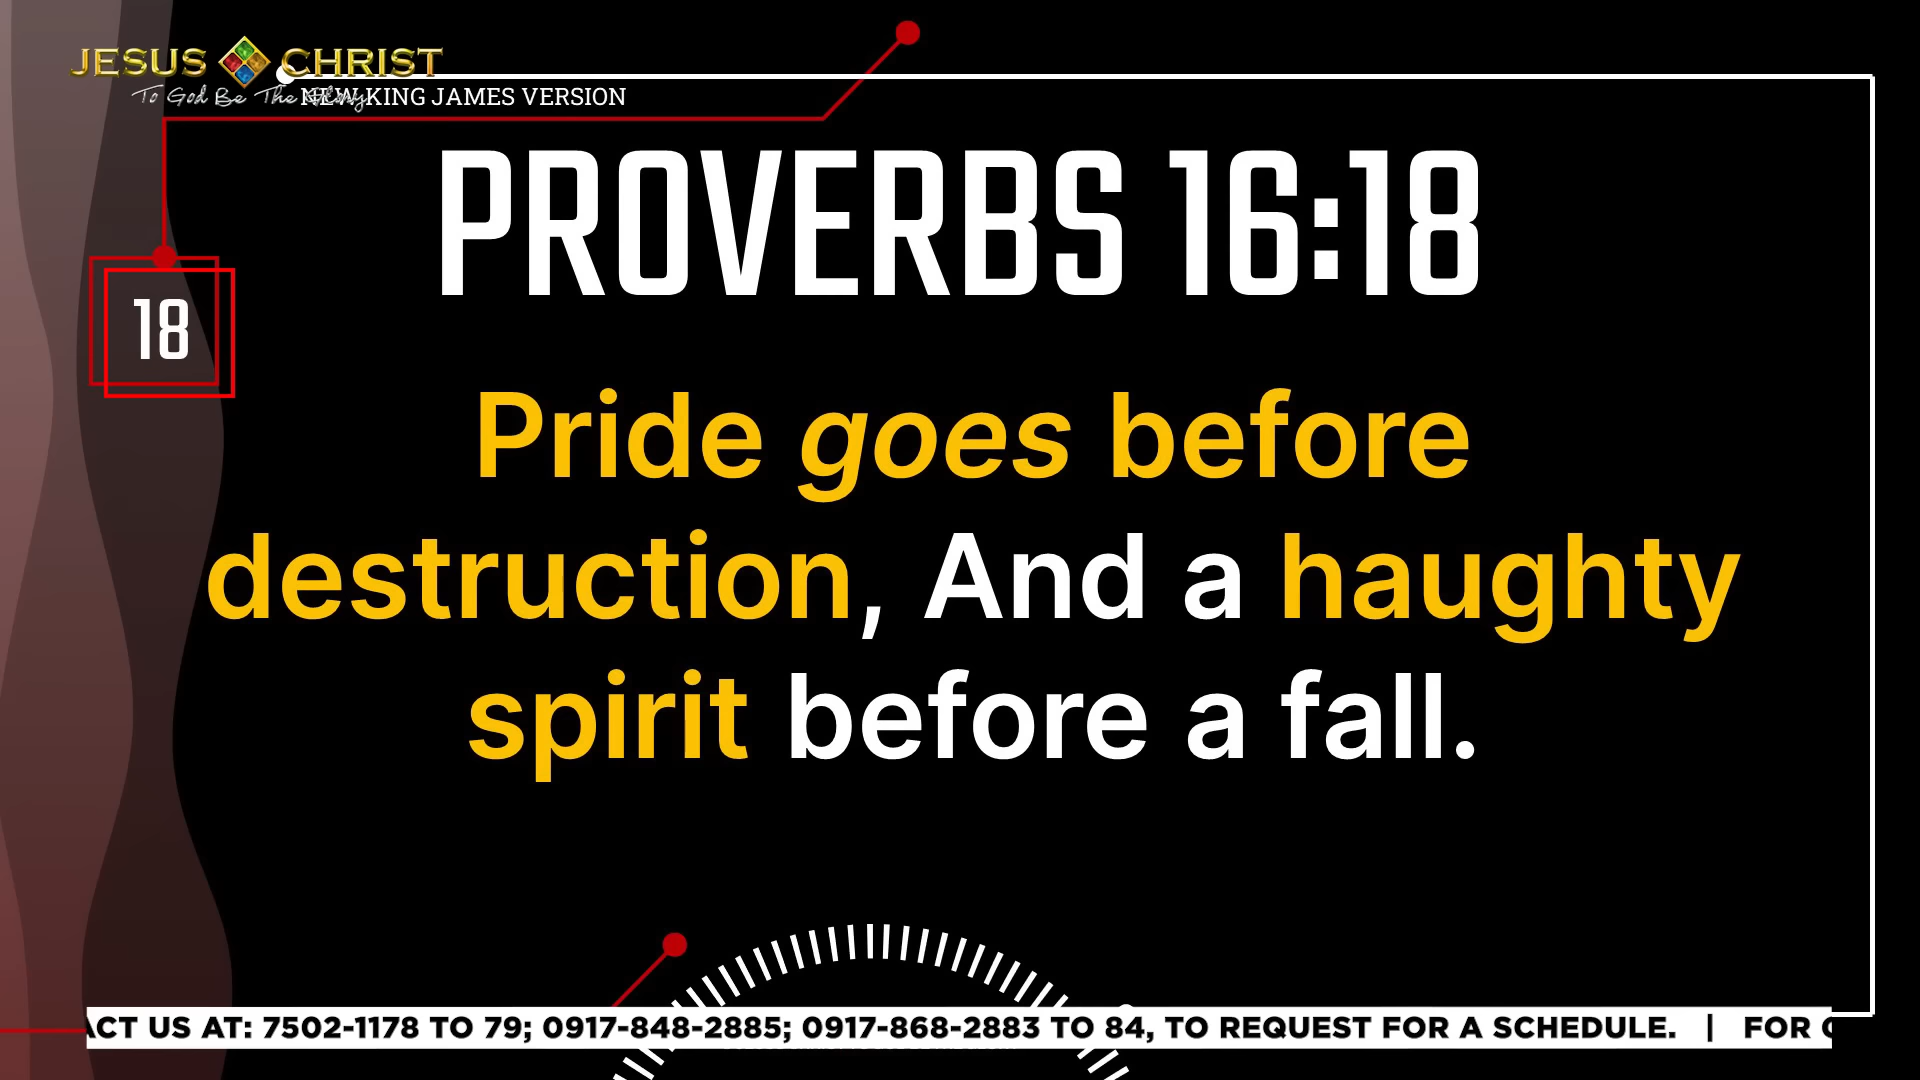 JESUS CHRIST
To God Be The Glory
NEW KING JAMES VERSION
PROVERBS 16:18
18
Pride goes before
destruction, And a haughty
spirit before a fall.
ACT US AT: 7502-1178 TO 79; 0917-848-2885; 0917-868-2883 TO 84, TO REQUEST FOR A SCHEDULE. | FOR